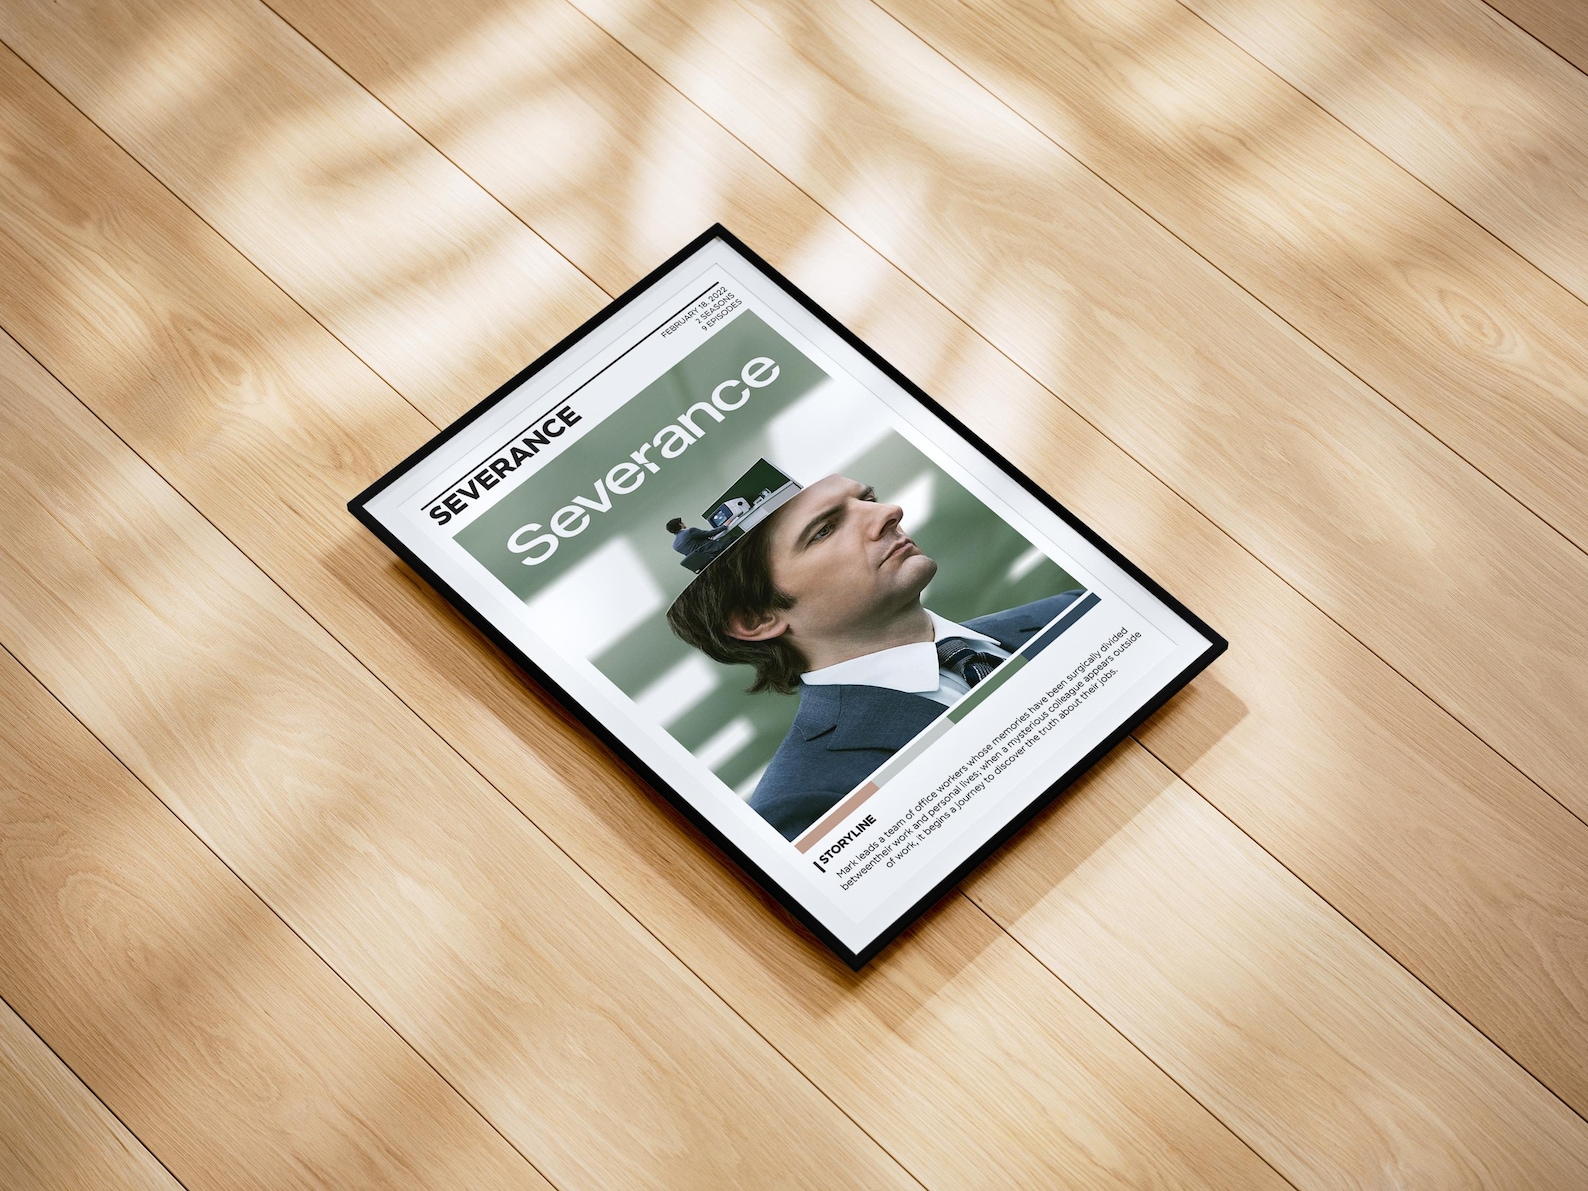 SEVERANCE
FEBRUARY 18, 2022
2 SEASONS
9 EPISODES
Severance
STORYLINE
Mark leads a team of office workers whose memories have been surgically divided
betweentheir work and personal lives; when a mysterious colleague appears outside
of work, it begins a journey to discover the truth about their jobs.